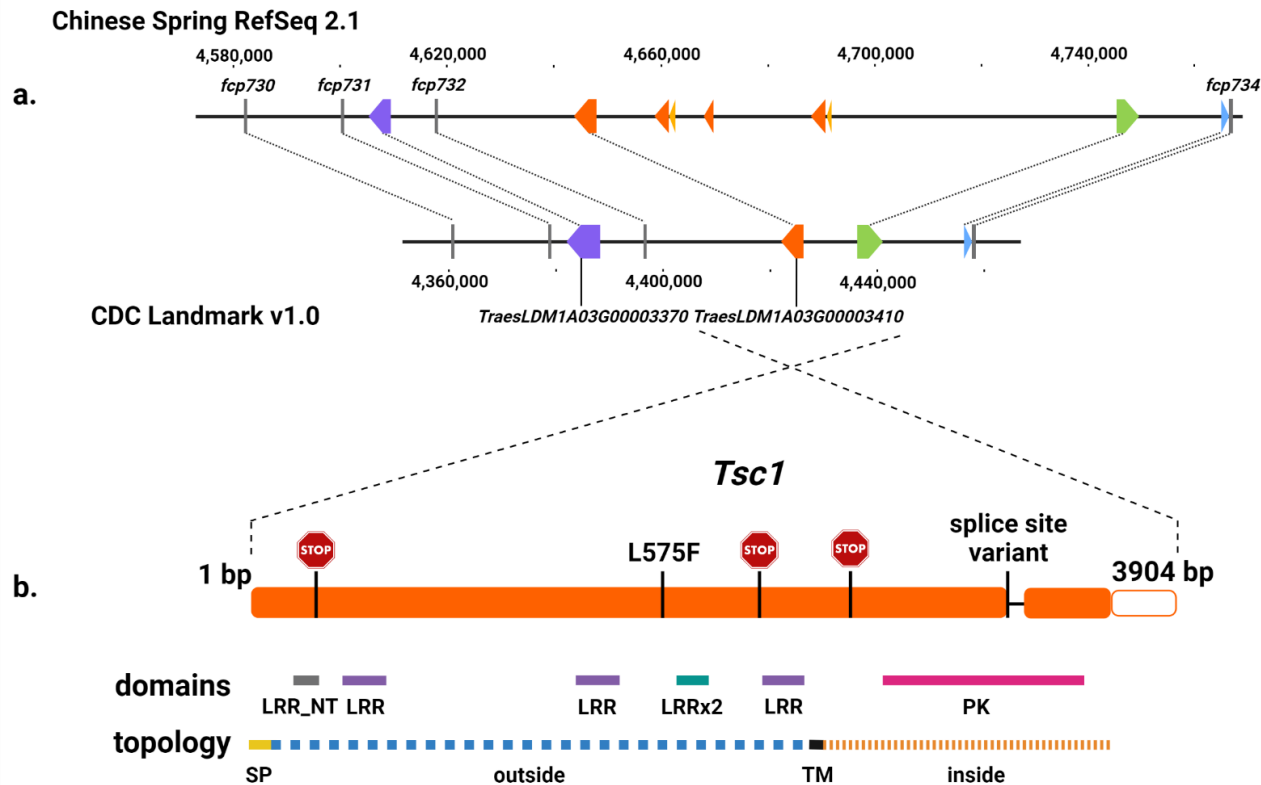 Chinese Spring RefSeq 2.1
4,580,000 4,620,000 4,660,000 4,700,000 4,740,000
a.
fcp730 fcp731 fcp732 fcp734
4,360,000 4,400,000 4,440,000
CDC Landmark v1.0
TraesLDM1A03G00003370 TraesLDM1A03G00003410
Tsc1
b.
1 bp
STOP
L575F
STOP
STOP
splice site
variant
3904 bp
domains
LRR_NT LRR LRR LRRx2 LRR PK
topology
SP outside TM inside